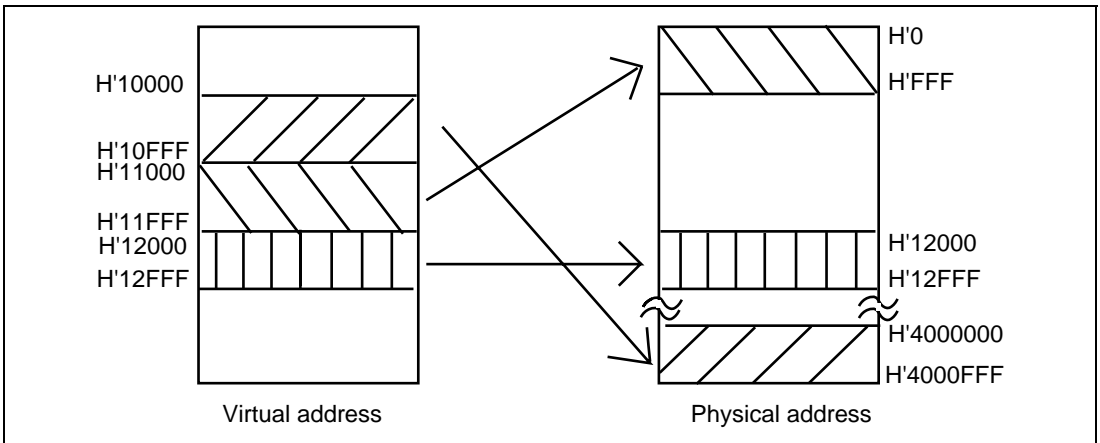 H'10000
H'10FFF
H'11000
H'11FFF
H'12000
H'12FFF
Virtual address
H'0
H'FFF
H'12000
H'12FFF
H'4000000
H'4000FFF
Physical address